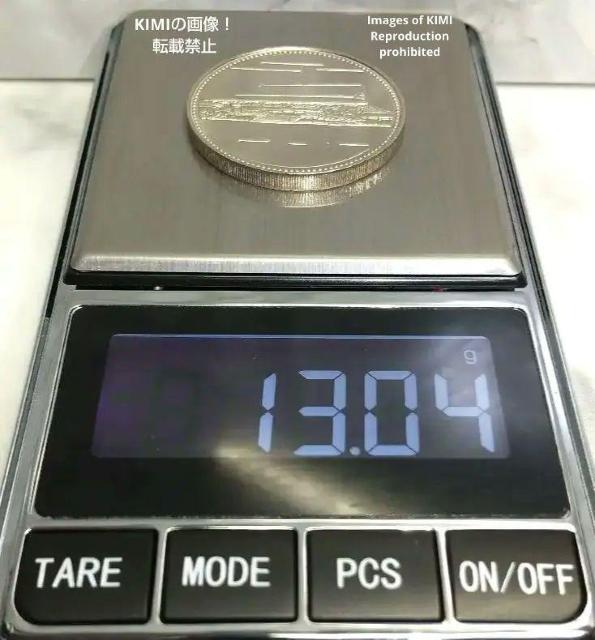 KIMIの画像！
転載禁止
Images of KIMI
Reproduction
prohibited
g
13.04
TARE
MODE
PCS
ON/OFF